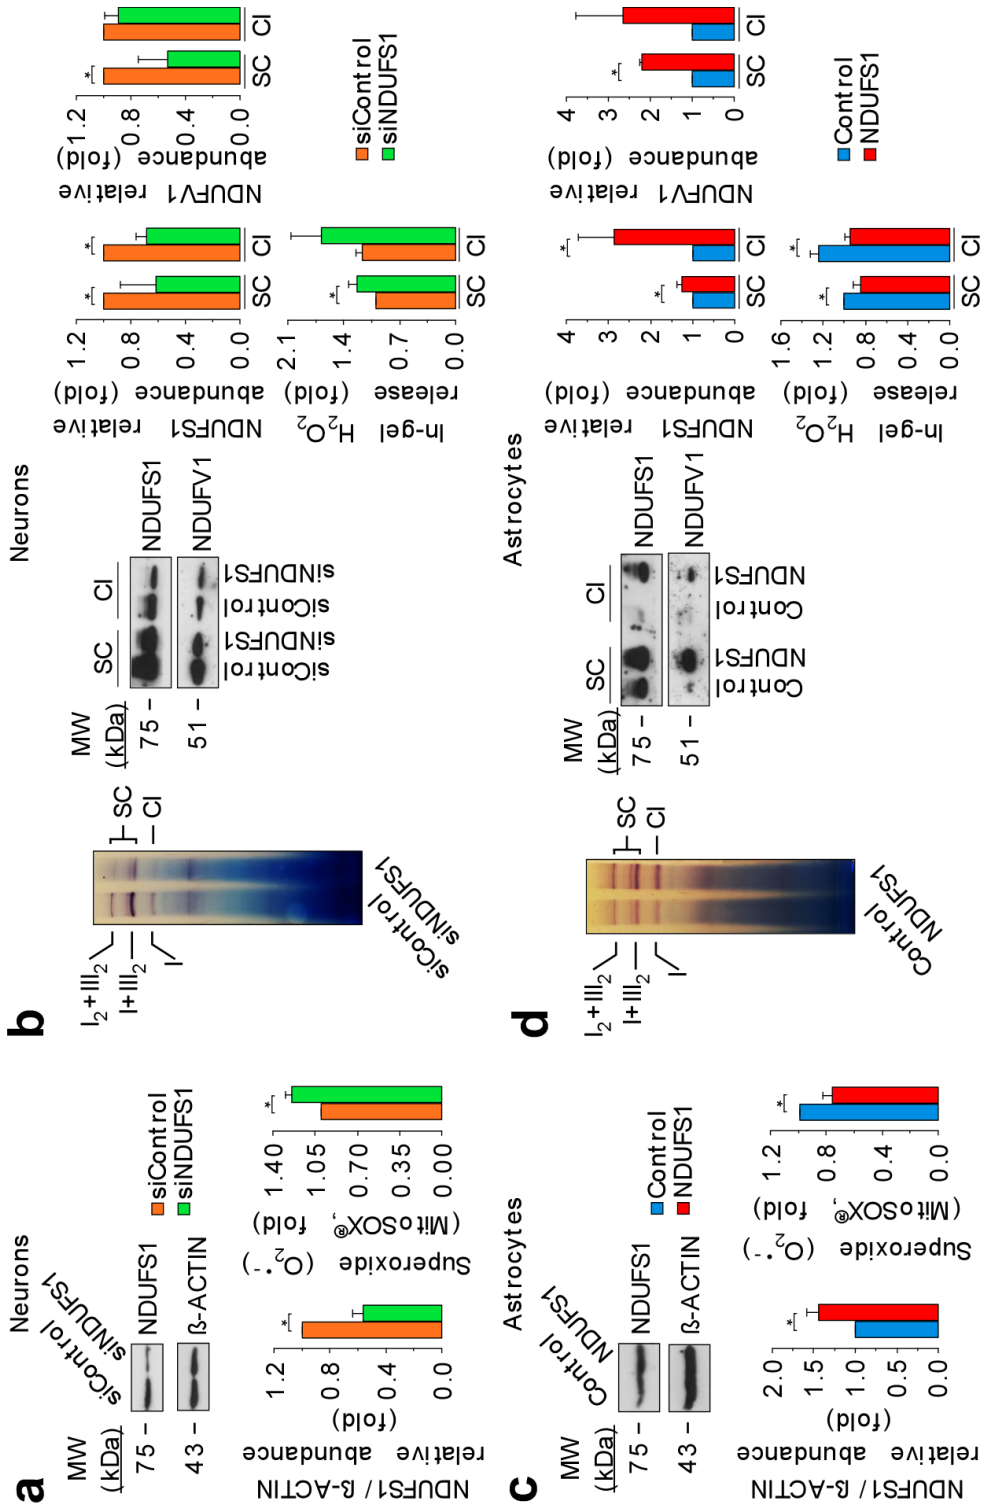 a
Neurons
siControl
siNDUFS1
MW
(kDa)
75
NDUFS1
43
ß-ACTIN
siControl
siNDUFS1
NDUFS1 / ß-ACTIN
relative abundance
(fold)
1.2
0.8
0.4
0.0
*
Superoxide (O2•−)
(MitoSOX®, fold)
1.40
1.05
0.70
0.35
0.00
*
b
Neurons
I2+III2
I+III2
I
SC
CI
siControl
siNDUFS1
MW
(kDa)
SC
CI
75
NDUFS1
51
NDUFV1
siControl
siNDUFS1
siControl
siNDUFS1
NDUFS1 relative
abundance (fold)
1.2
0.8
0.4
0.0
*
*
SC
CI
NDUFV1 relative
abundance (fold)
1.2
0.8
0.4
0.0
*
SC
CI
In-gel H2O2
release (fold)
2.1
1.4
0.7
0.0
*
SC
CI
siControl
siNDUFS1
c
Astrocytes
Control
NDUFS1
MW
(kDa)
75
NDUFS1
43
ß-ACTIN
Control
NDUFS1
NDUFS1 / ß-ACTIN
relative abundance
(fold)
2.0
1.5
1.0
0.5
0.0
*
Superoxide (O2•−)
(MitoSOX®, fold)
1.2
0.8
0.4
0.0
*
d
Astrocytes
I2+III2
I+III2
I
SC
CI
Control
NDUFS1
MW
(kDa)
SC
CI
75
NDUFS1
51
NDUFV1
Control
NDUFS1
Control
NDUFS1
NDUFS1 relative
abundance (fold)
4
3
2
1
0
*
*
SC
CI
NDUFV1 relative
abundance (fold)
4
3
2
1
0
*
SC
CI
In-gel H2O2
release (fold)
1.6
1.2
0.8
0.4
0.0
*
*
SC
CI
Control
NDUFS1